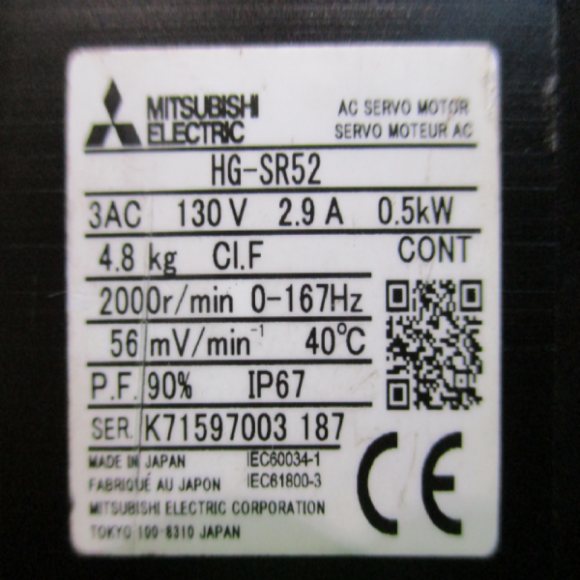 MITSUBISHI
ELECTRIC
AC SERVO MOTOR
SERVO MOTEUR AC
HG-SR52
3AC 130 V 2.9 A 0.5kW
4.8 kg Cl.F CONT
2000r/min 0-167Hz
56 mV/min⁻¹ 40℃
P.F. 90% IP67
SER. K71597003 187
MADE IN JAPAN IEC60034-1
FABRIQUÉ AU JAPON IEC61800-3
MITSUBISHI ELECTRIC CORPORATION
TOKYO 100-8310 JAPAN
CE